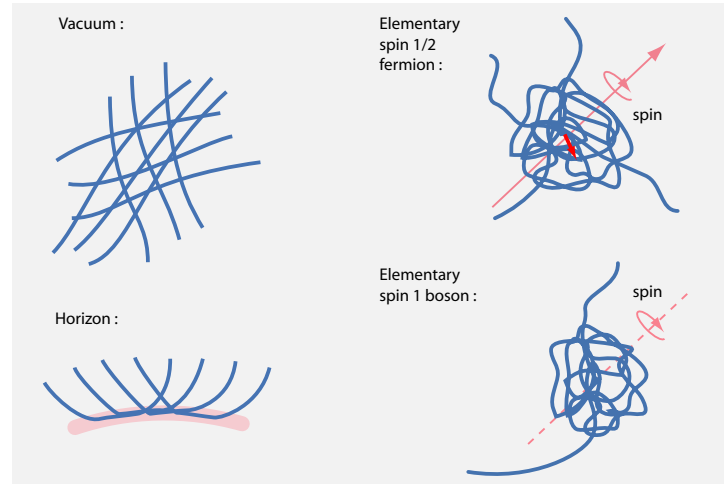 Vacuum :
Elementary
spin 1/2
fermion :
spin
Horizon :
Elementary
spin 1 boson :
spin